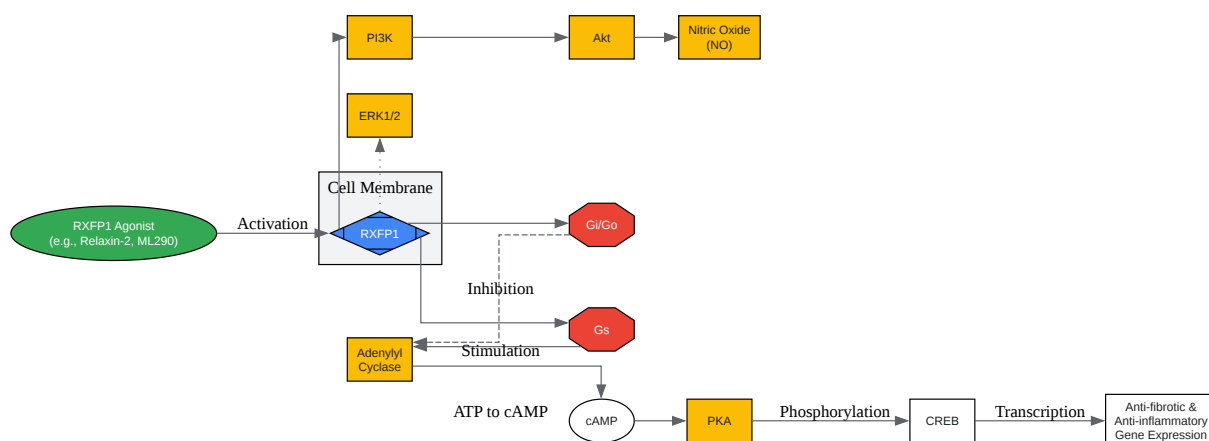 PI3K
Akt
Nitric Oxide
(NO)
ERK1/2
Cell Membrane
RXFP1 Agonist
(e.g., Relaxin-2, ML290)
Activation
RXFP1
Gi/Go
Inhibition
Gs
Adenylyl
Cyclase
Stimulation
ATP to cAMP
cAMP
PKA
Phosphorylation
CREB
Transcription
Anti-fibrotic &
Anti-inflammatory
Gene Expression